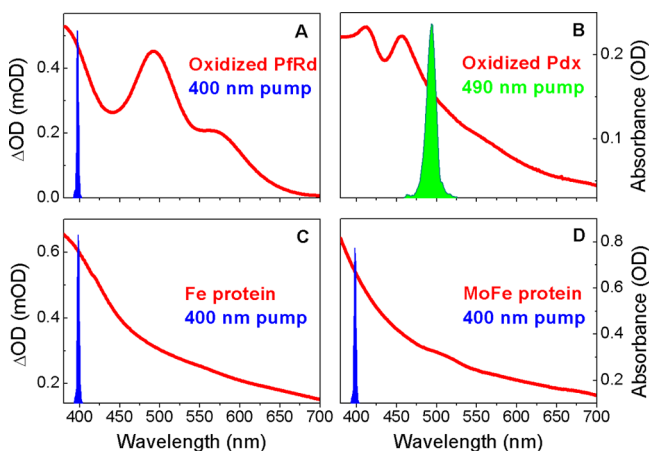 A
Oxidized PfRd
400 nm pump
ΔOD (mOD)
0.4
0.2
0.0
B
Oxidized Pdx
490 nm pump
0.2
0.1
Absorbance (OD)
C
Fe protein
400 nm pump
ΔOD (mOD)
0.6
0.4
0.2
400 450 500 550 600 650 700
Wavelength (nm)
D
MoFe protein
400 nm pump
0.8
0.6
0.4
0.2
Absorbance (OD)
400 450 500 550 600 650 700
Wavelength (nm)